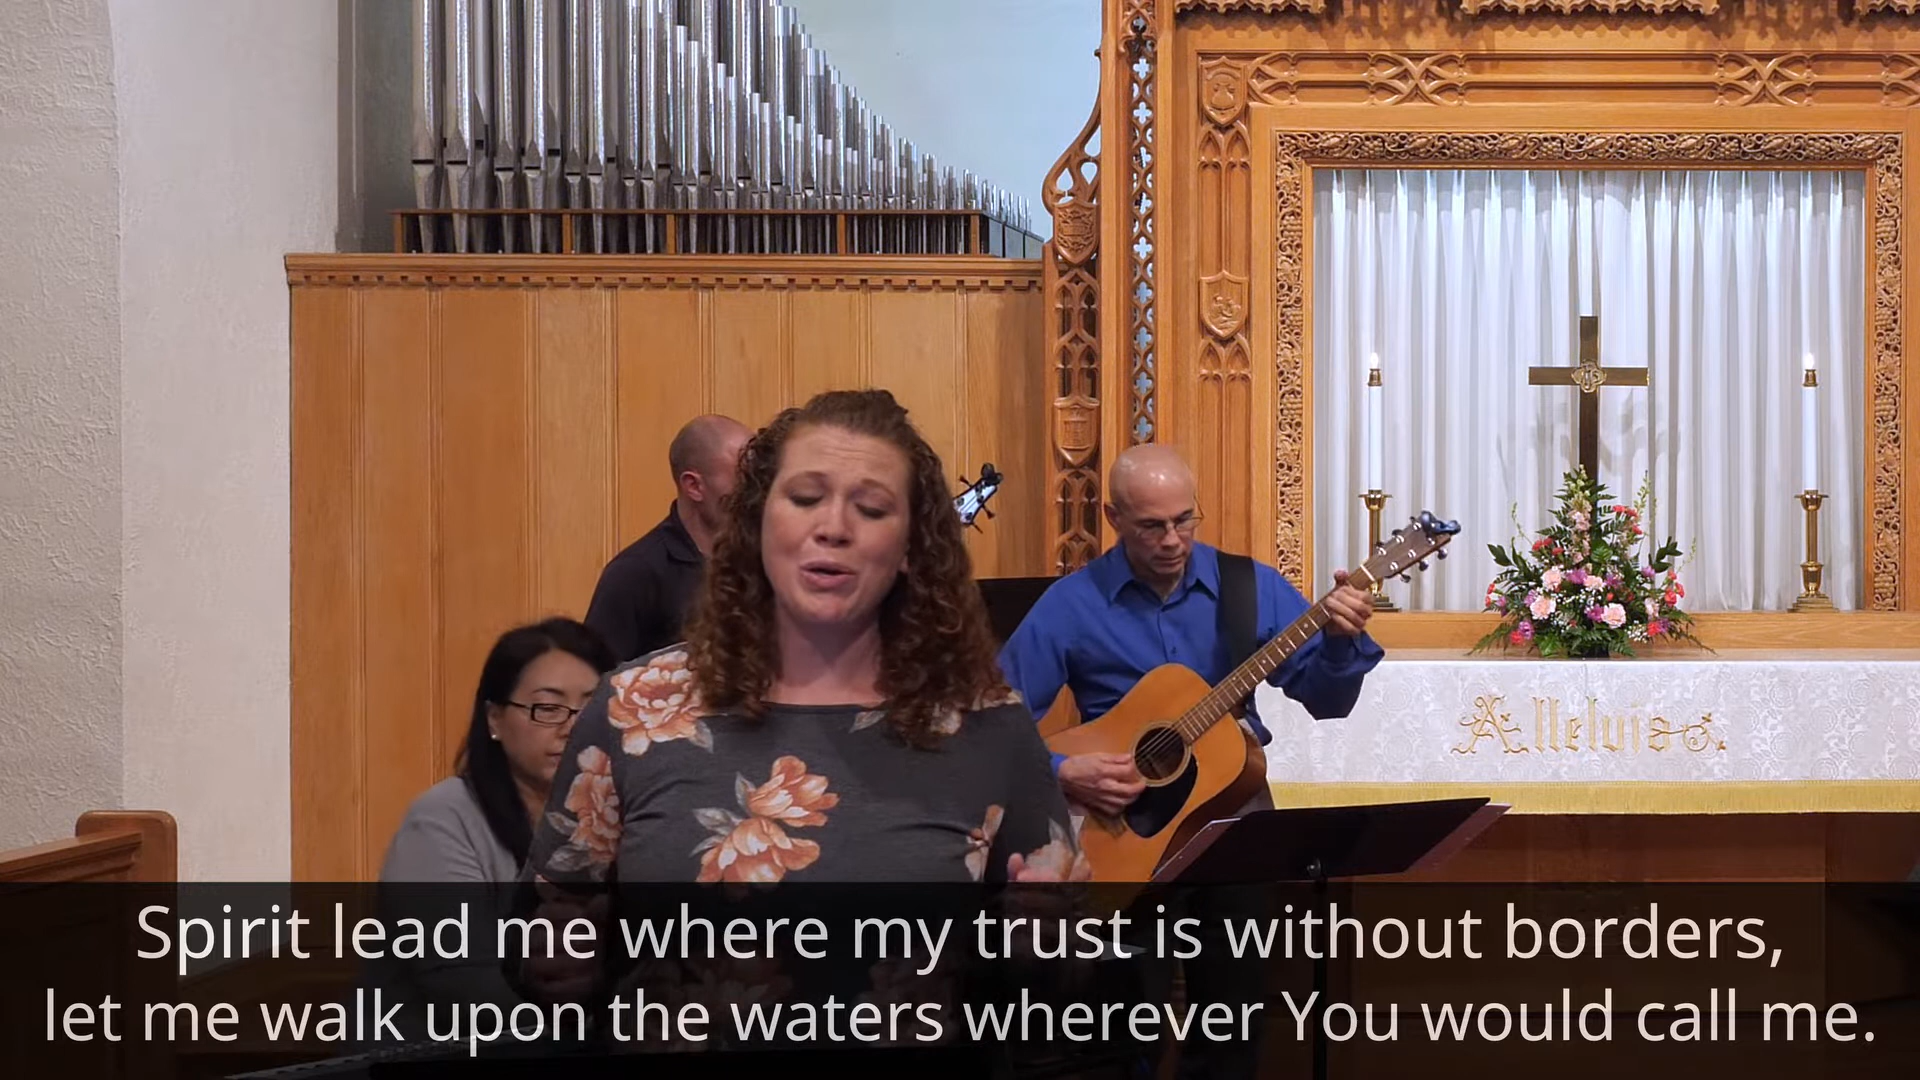 Alleluia
Spirit lead me where my trust is without borders,
let me walk upon the waters wherever You would call me.